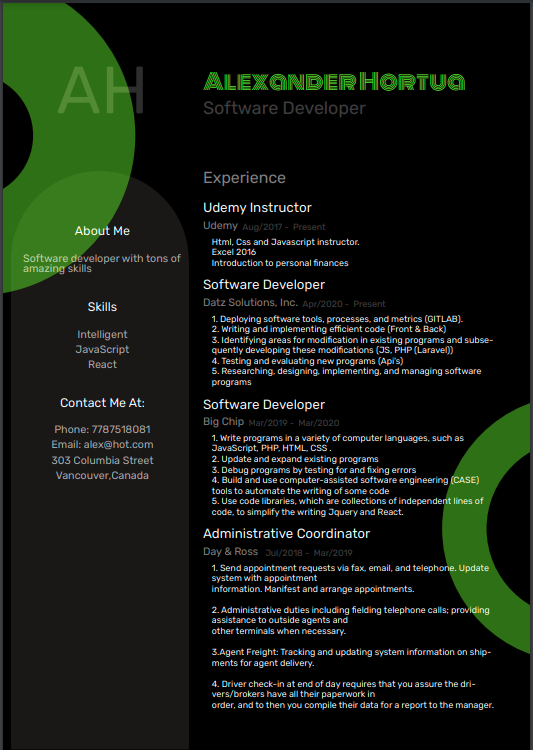 AH
AlexanderHortua
Software Developer
About Me
Software developer with tons of
amazing skills
Skills
Intelligent
JavaScript
React
Contact Me At:
Phone: 7787518081
Email: alex@hot.com
303 Columbia Street
Vancouver,Canada
Experience
Udemy Instructor
Udemy Aug/2017 - Present
Html, Css and Javascript instructor.
Excel 2016
Introduction to personal finances
Software Developer
Datz Solutions, Inc. Apr/2020 - Present
1. Deploying software tools, processes, and metrics (GITLAB).
2. Writing and implementing efficient code (Front & Back)
3. Identifying areas for modification in existing programs and subse-
quently developing these modifications (JS, PHP (Laravel))
4. Testing and evaluating new programs (Api's)
5. Researching, designing, implementing, and managing software
programs
Software Developer
Big Chip Mar/2019 - Mar/2020
1. Write programs in a variety of computer languages, such as
JavaScript, PHP, HTML, CSS .
2. Update and expand existing programs
3. Debug programs by testing for and fixing errors
4. Build and use computer-assisted software engineering (CASE)
tools to automate the writing of some code
5. Use code libraries, which are collections of independent lines of
code, to simplify the writing Jquery and React.
Administrative Coordinator
Day & Ross Jul/2018 - Mar/2019
1. Send appointment requests via fax, email, and telephone. Update
system with appointment
information. Manifest and arrange appointments.
2. Administrative duties including fielding telephone calls; providing
assistance to outside agents and
other terminals when necessary.
3.Agent Freight: Tracking and updating system information on ship-
ments for agent delivery.
4. Driver check-in at end of day requires that you assure the dri-
vers/brokers have all their paperwork in
order, and to then you compile their data for a report to the manager.